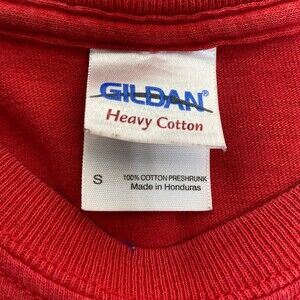 GILDAN®
Heavy Cotton
S 100% COTTON PRESHRUNK
Made in Honduras